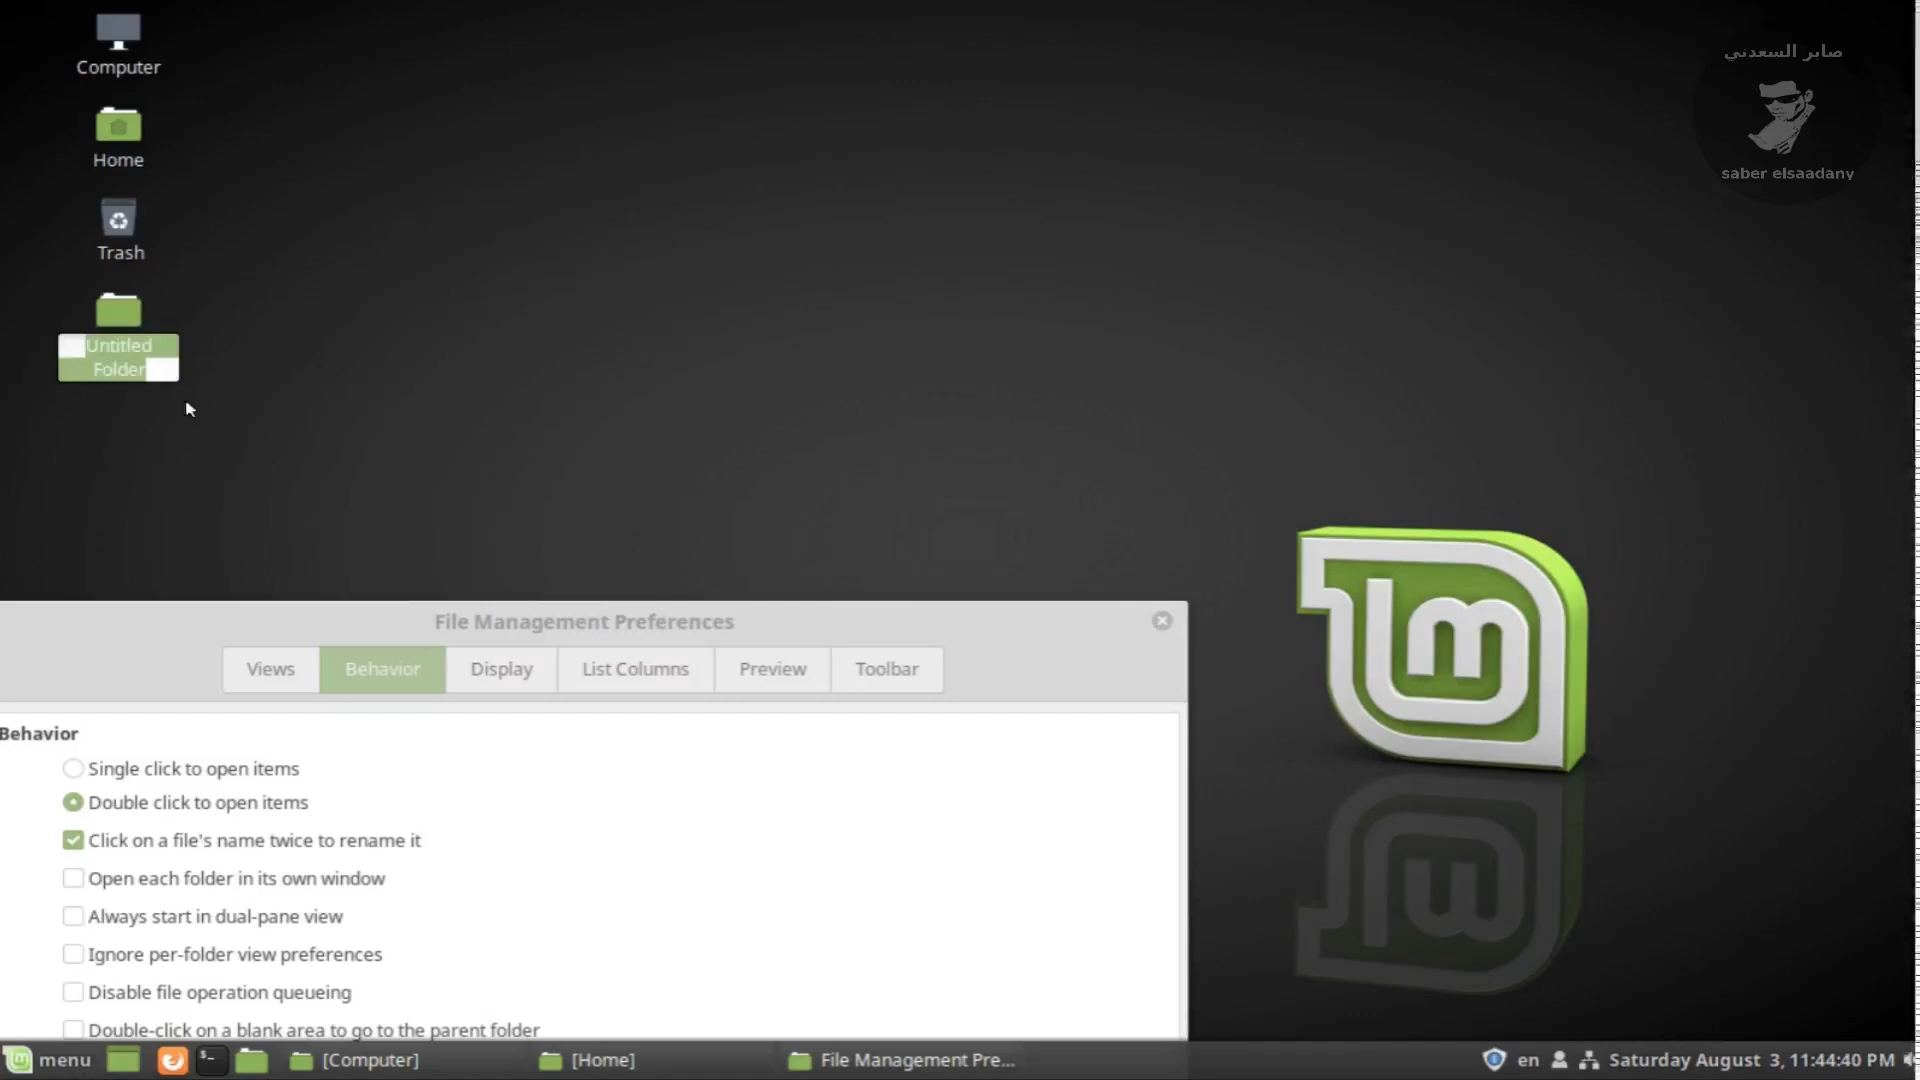 Computer
صابر السعدني
Home
saber elsaadany
Trash
Untitled
Folder
File Management Preferences
Views
Behavior
Display
List Columns
Preview
Toolbar
Behavior
Single click to open items
Double click to open items
Click on a file's name twice to rename it
Open each folder in its own window
Always start in dual-pane view
Ignore per-folder view preferences
Disable file operation queueing
Double-click on a blank area to go to the parent folder
menu
[Computer]
[Home]
File Management Pre...
en
Saturday August 3, 11:44:40 PM